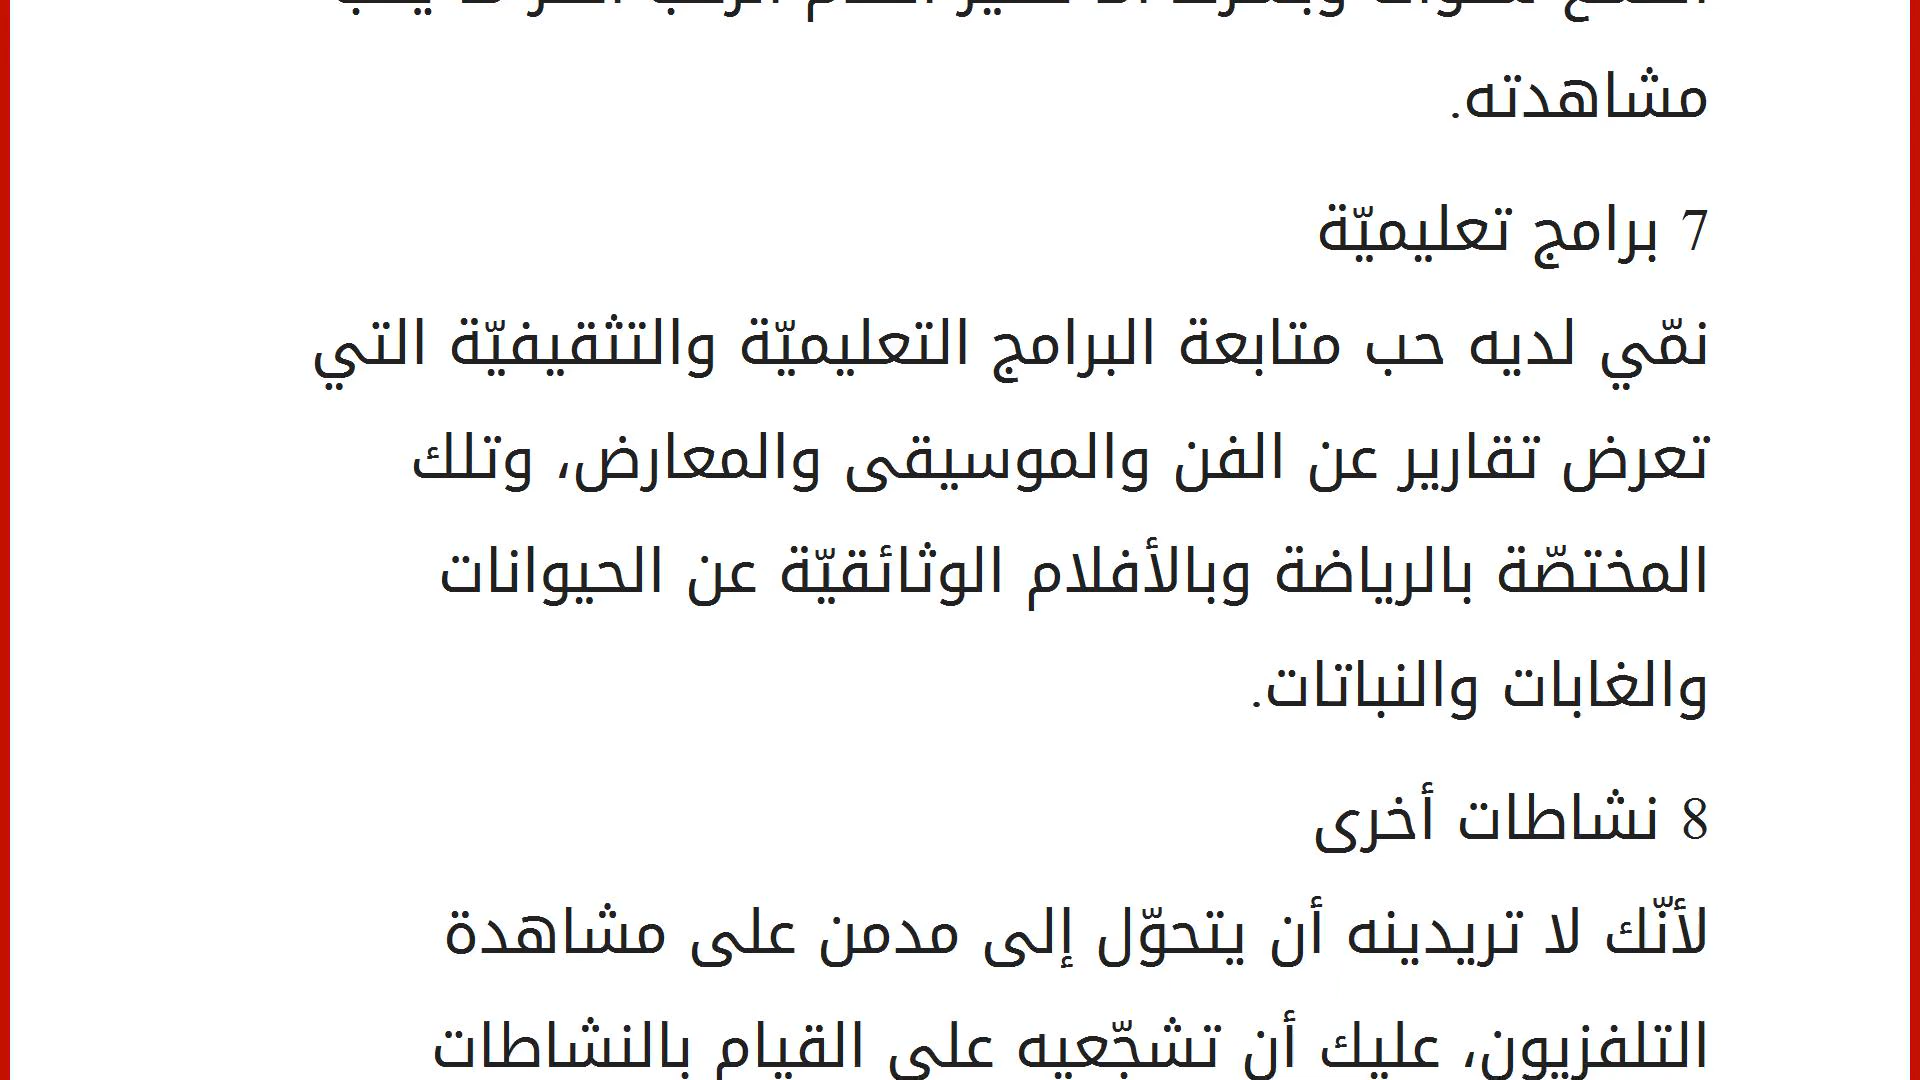 مشاهدته.
7 برامج تعليميّة
نمّي لديه حب متابعة البرامج التعليميّة والتثقيفيّة التي
تعرض تقارير عن الفن والموسيقى والمعارض، وتلك
المختصّة بالرياضة وبالأفلام الوثائقيّة عن الحيوانات
والغابات والنباتات.
8 نشاطات أخرى
لأنّك لا تريدينه أن يتحوّل إلى مدمن على مشاهدة
التلفزيون، عليك أن تشجّعيه على القيام بالنشاطات